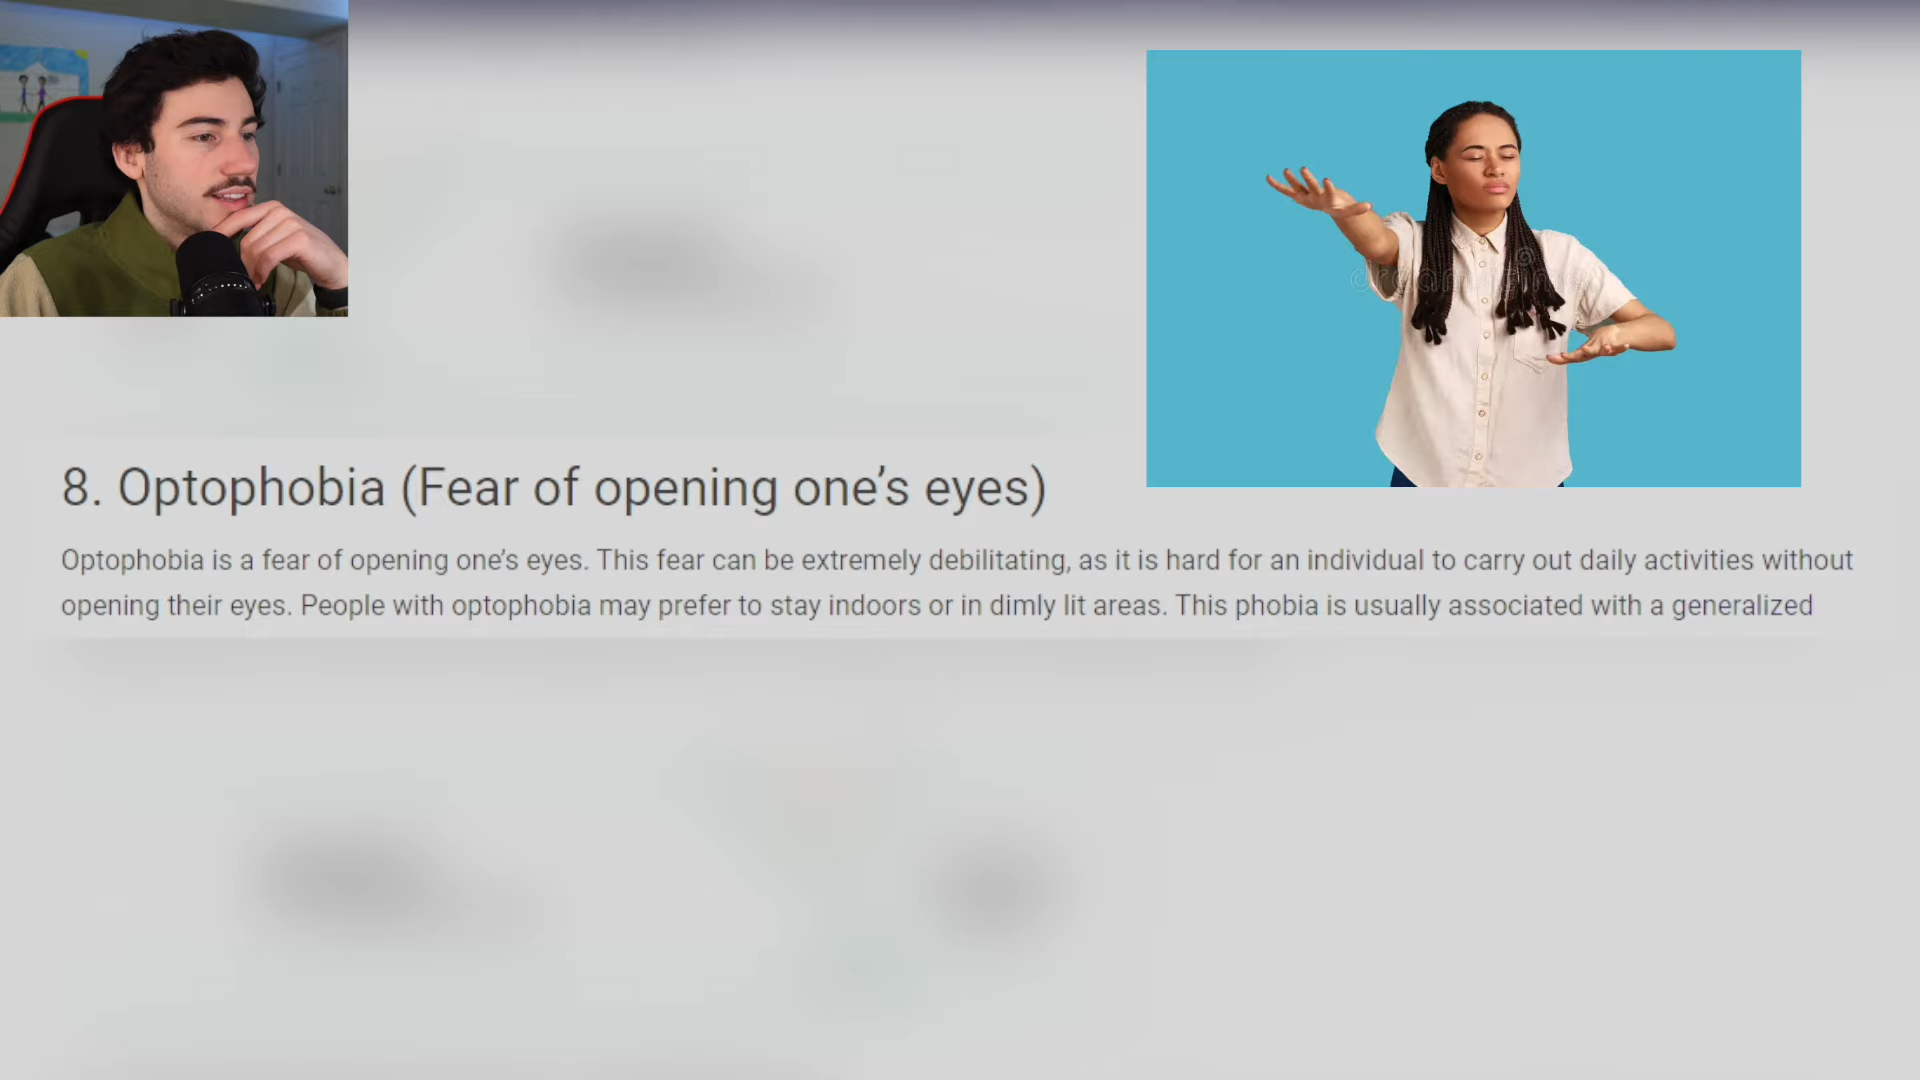 8. Optophobia (Fear of opening one’s eyes)
Optophobia is a fear of opening one’s eyes. This fear can be extremely debilitating, as it is hard for an individual to carry out daily activities without
opening their eyes. People with optophobia may prefer to stay indoors or in dimly lit areas. This phobia is usually associated with a generalized
dreamstime